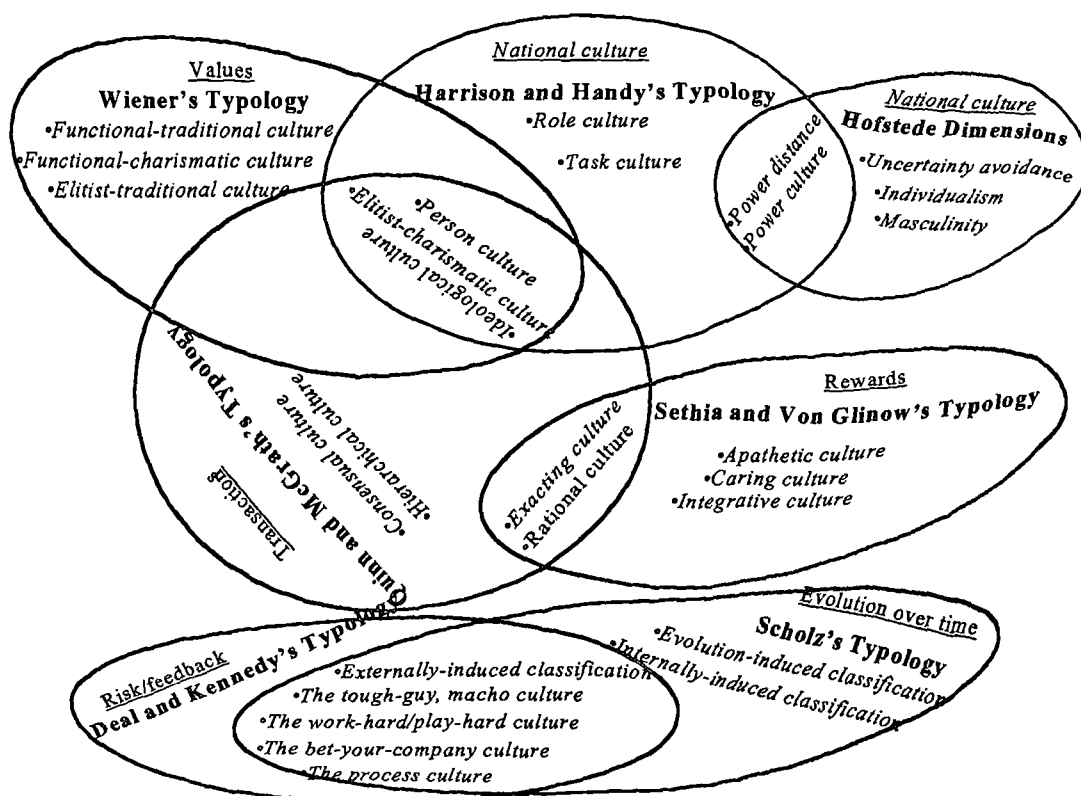 Values
Wiener's Typology
•Functional-traditional culture
•Functional-charismatic culture
•Elitist-traditional culture
National culture
Harrison and Handy's Typology
•Role culture
•Task culture
National culture
Hofstede Dimensions
•Uncertainty avoidance
•Individualism
•Masculinity
•Power distance
•Power culture
•Person culture
•Elitist-charismatic culture
•Ideological culture
Quinn and McGrath's Typology
Transaction
•Consensual culture
•Hierarchical culture
Rewards
Sethia and Von Glinow's Typology
•Apathetic culture
•Caring culture
•Integrative culture
•Exacting culture
•Rational culture
Risk/feedback
Deal and Kennedy's Typology
•Externally-induced classification
•The tough-guy, macho culture
•The work-hard/play-hard culture
•The bet-your-company culture
•The process culture
Evolution over time
Scholz's Typology
•Evolution-induced classification
•Internally-induced classification